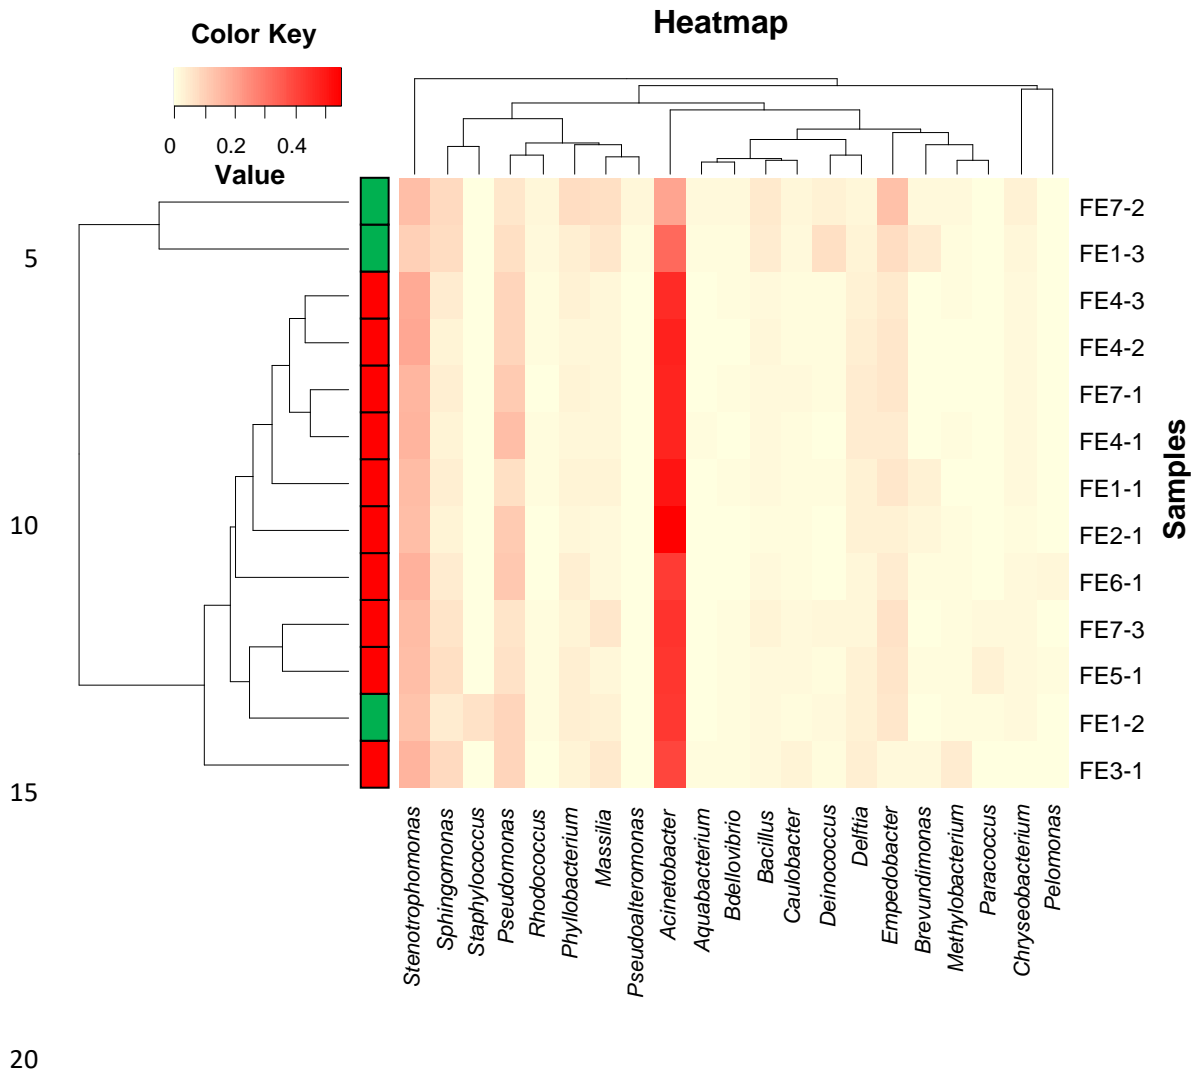 Heatmap
Color Key
0 0.2 0.4
Value
FE7-2
5
FE1-3
FE4-3
FE4-2
FE7-1
FE4-1
Samples
FE1-1
10
FE2-1
FE6-1
FE7-3
FE5-1
FE1-2
FE3-1
15
Stenotrophomonas
Sphingomonas
Staphylococcus
Pseudomonas
Rhodococcus
Phyllobacterium
Massilia
Pseudoalteromonas
Acinetobacter
Aquabacterium
Bdellovibrio
Bacillus
Caulobacter
Deinococcus
Delftia
Empedobacter
Brevundimonas
Methylobacterium
Paracoccus
Chryseobacterium
Pelomonas
20